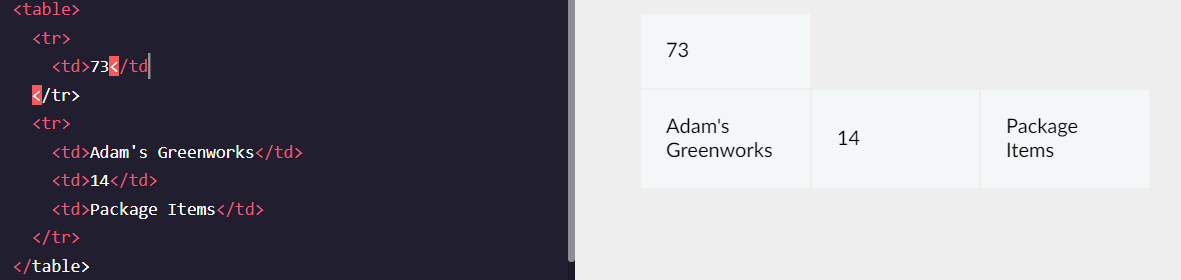 <table>
<tr>
<td>73</td
</tr>
<tr>
<td>Adam's Greenworks</td>
<td>14</td>
<td>Package Items</td>
</tr>
</table>
73
Adam's
Greenworks
14
Package
Items